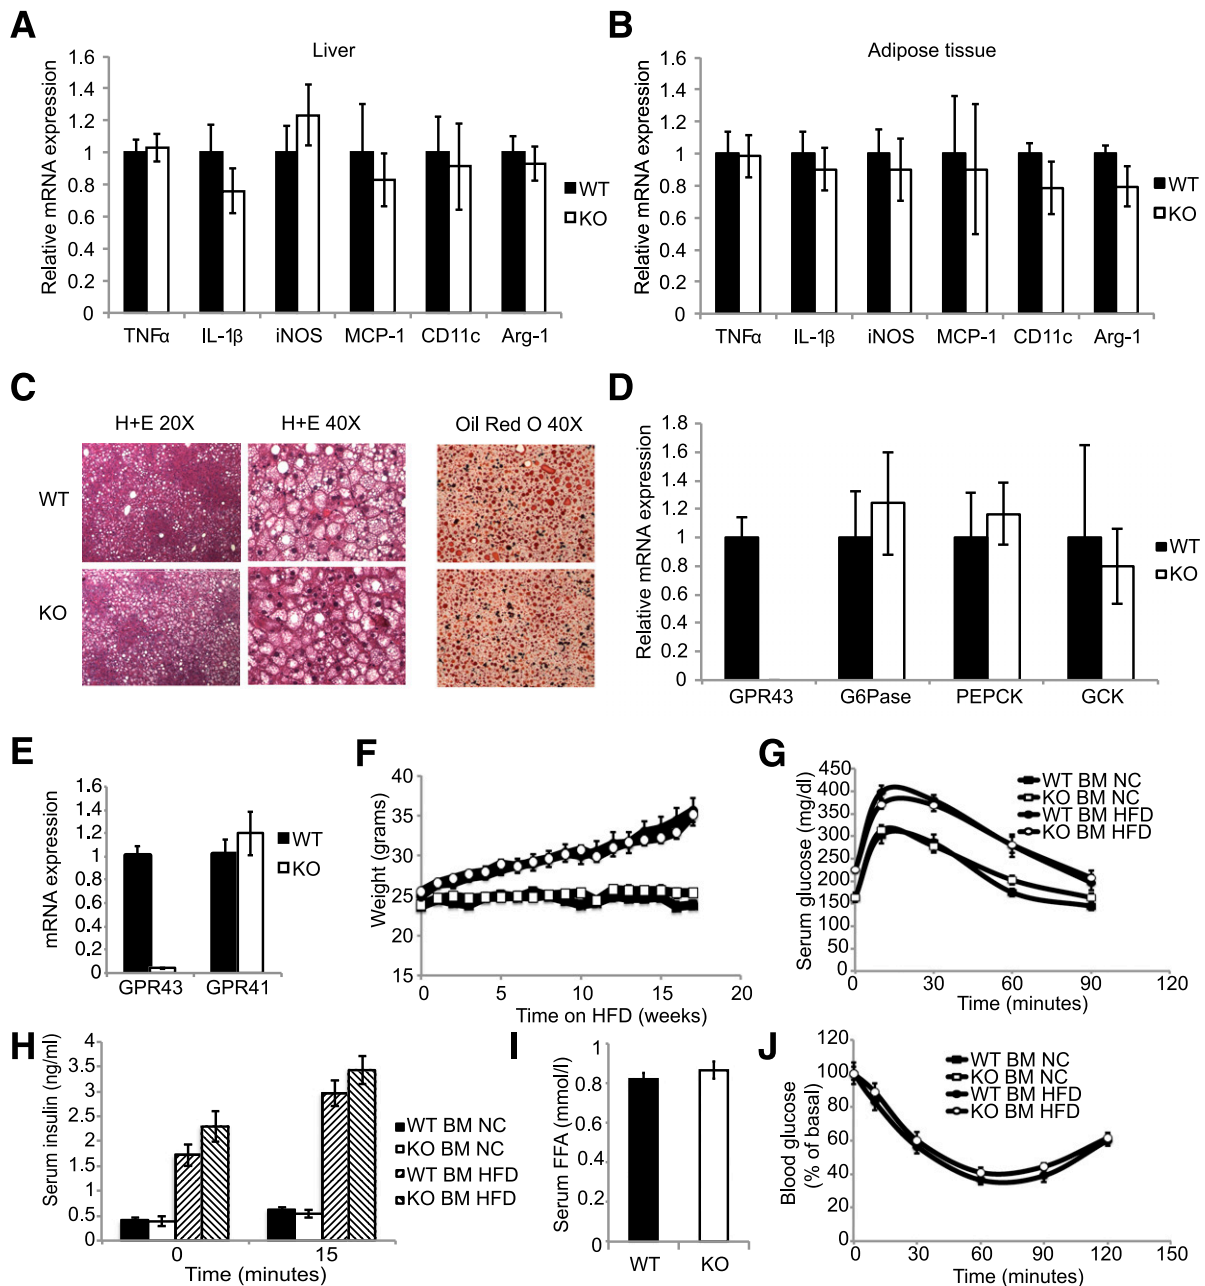 A
Liver
Relative mRNA expression
1.6
1.4
1.2
1
0.8
0.6
0.4
0.2
0
TNFα IL-1β iNOS MCP-1 CD11c Arg-1
WT
KO
B
Adipose tissue
Relative mRNA expression
1.6
1.4
1.2
1
0.8
0.6
0.4
0.2
0
TNFα IL-1β iNOS MCP-1 CD11c Arg-1
WT
KO
C
H+E 20X H+E 40X Oil Red O 40X
WT
KO
D
Relative mRNA expression
1.8
1.6
1.4
1.2
1
0.8
0.6
0.4
0.2
0
GPR43 G6Pase PEPCK GCK
WT
KO
E
mRNA expression
1.6
1.4
1.2
1
0.8
0.6
0.4
0.2
0
GPR43 GPR41
WT
KO
F
Weight (grams)
40
35
30
25
20
15
0 5 10 15 20
Time on HFD (weeks)
G
Serum glucose (mg/dl)
450
400
350
300
250
200
150
100
50
0
0 30 60 90 120
Time (minutes)
WT BM NC
KO BM NC
WT BM HFD
KO BM HFD
H
Serum insulin (ng/ml)
4
3.5
3
2.5
2
1.5
1
0.5
0
0 15
Time (minutes)
WT BM NC
KO BM NC
WT BM HFD
KO BM HFD
I
Serum FFA (mmol/l)
1
0.8
0.6
0.4
0.2
0
WT KO
J
Blood glucose
(% of basal)
120
100
80
60
40
20
0
0 30 60 90 120 150
Time (minutes)
WT BM NC
KO BM NC
WT BM HFD
KO BM HFD